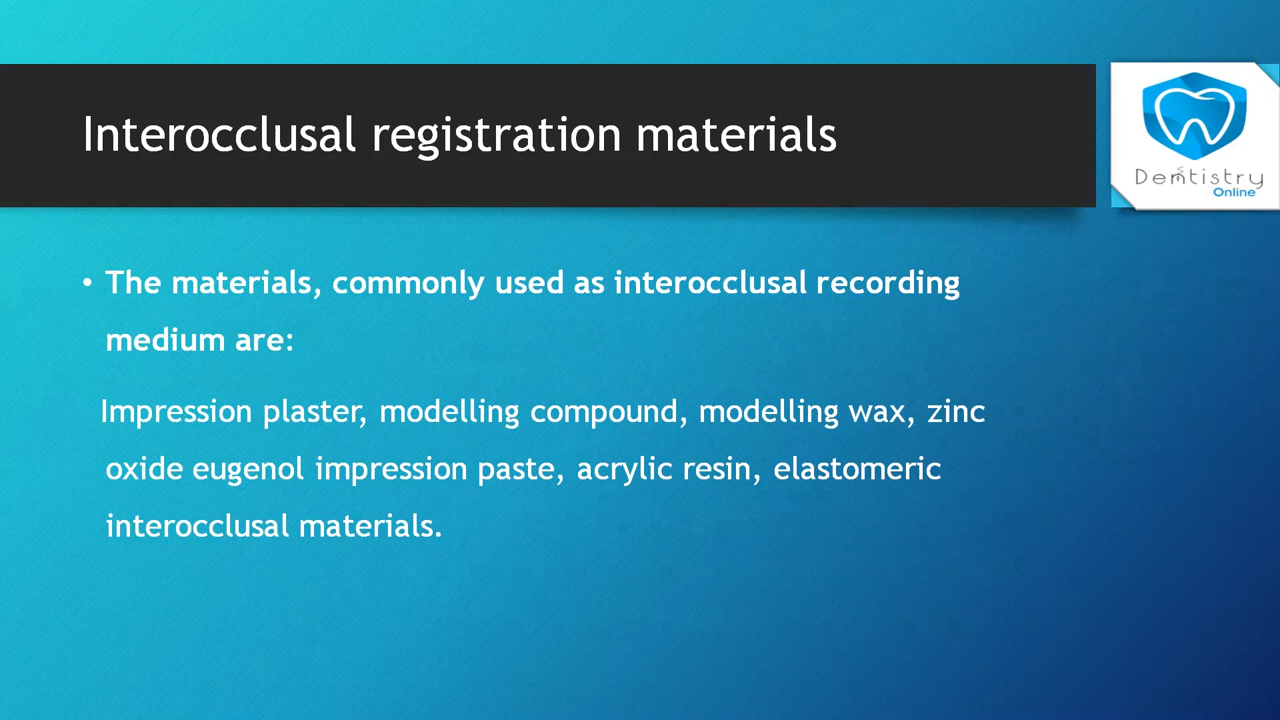 Interocclusal registration materials
Dentistry
Online
• The materials, commonly used as interocclusal recording
medium are:
Impression plaster, modelling compound, modelling wax, zinc
oxide eugenol impression paste, acrylic resin, elastomeric
interocclusal materials.